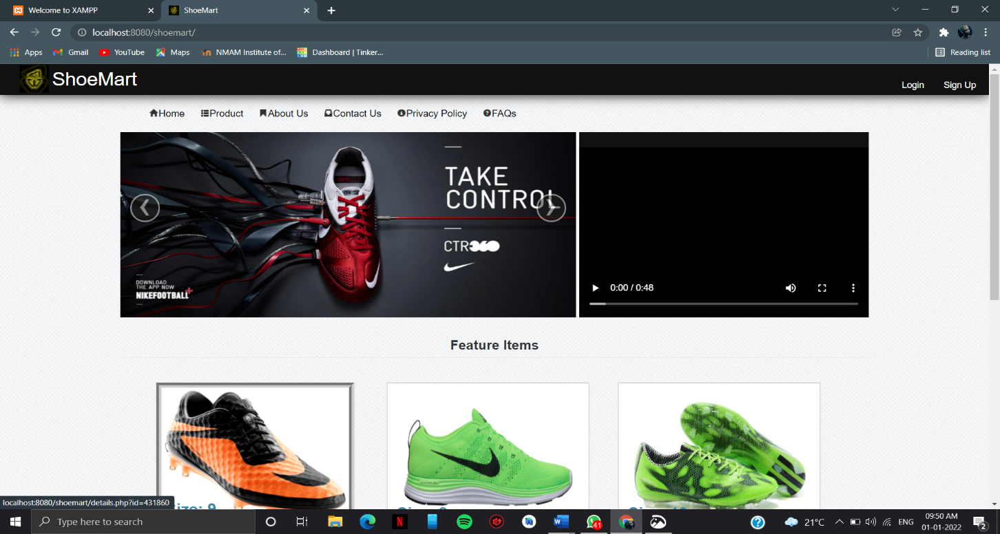 Welcome to XAMPP
ShoeMart
localhost:8080/shoemart/
Apps
Gmail
YouTube
Maps
NMAM Institute of...
Dashboard | Tinker...
Reading list
ShoeMart
Login
Sign Up
Home
Product
About Us
Contact Us
Privacy Policy
FAQs
TAKE
CONTROL
CTR360
DOWNLOAD
THE APP NOW
NIKEFOOTBALL+
0:00 / 0:48
Feature Items
localhost:8080/shoemart/details.php?id=431860
Type here to search
41
21°C
ENG
09:50 AM
01-01-2022
2